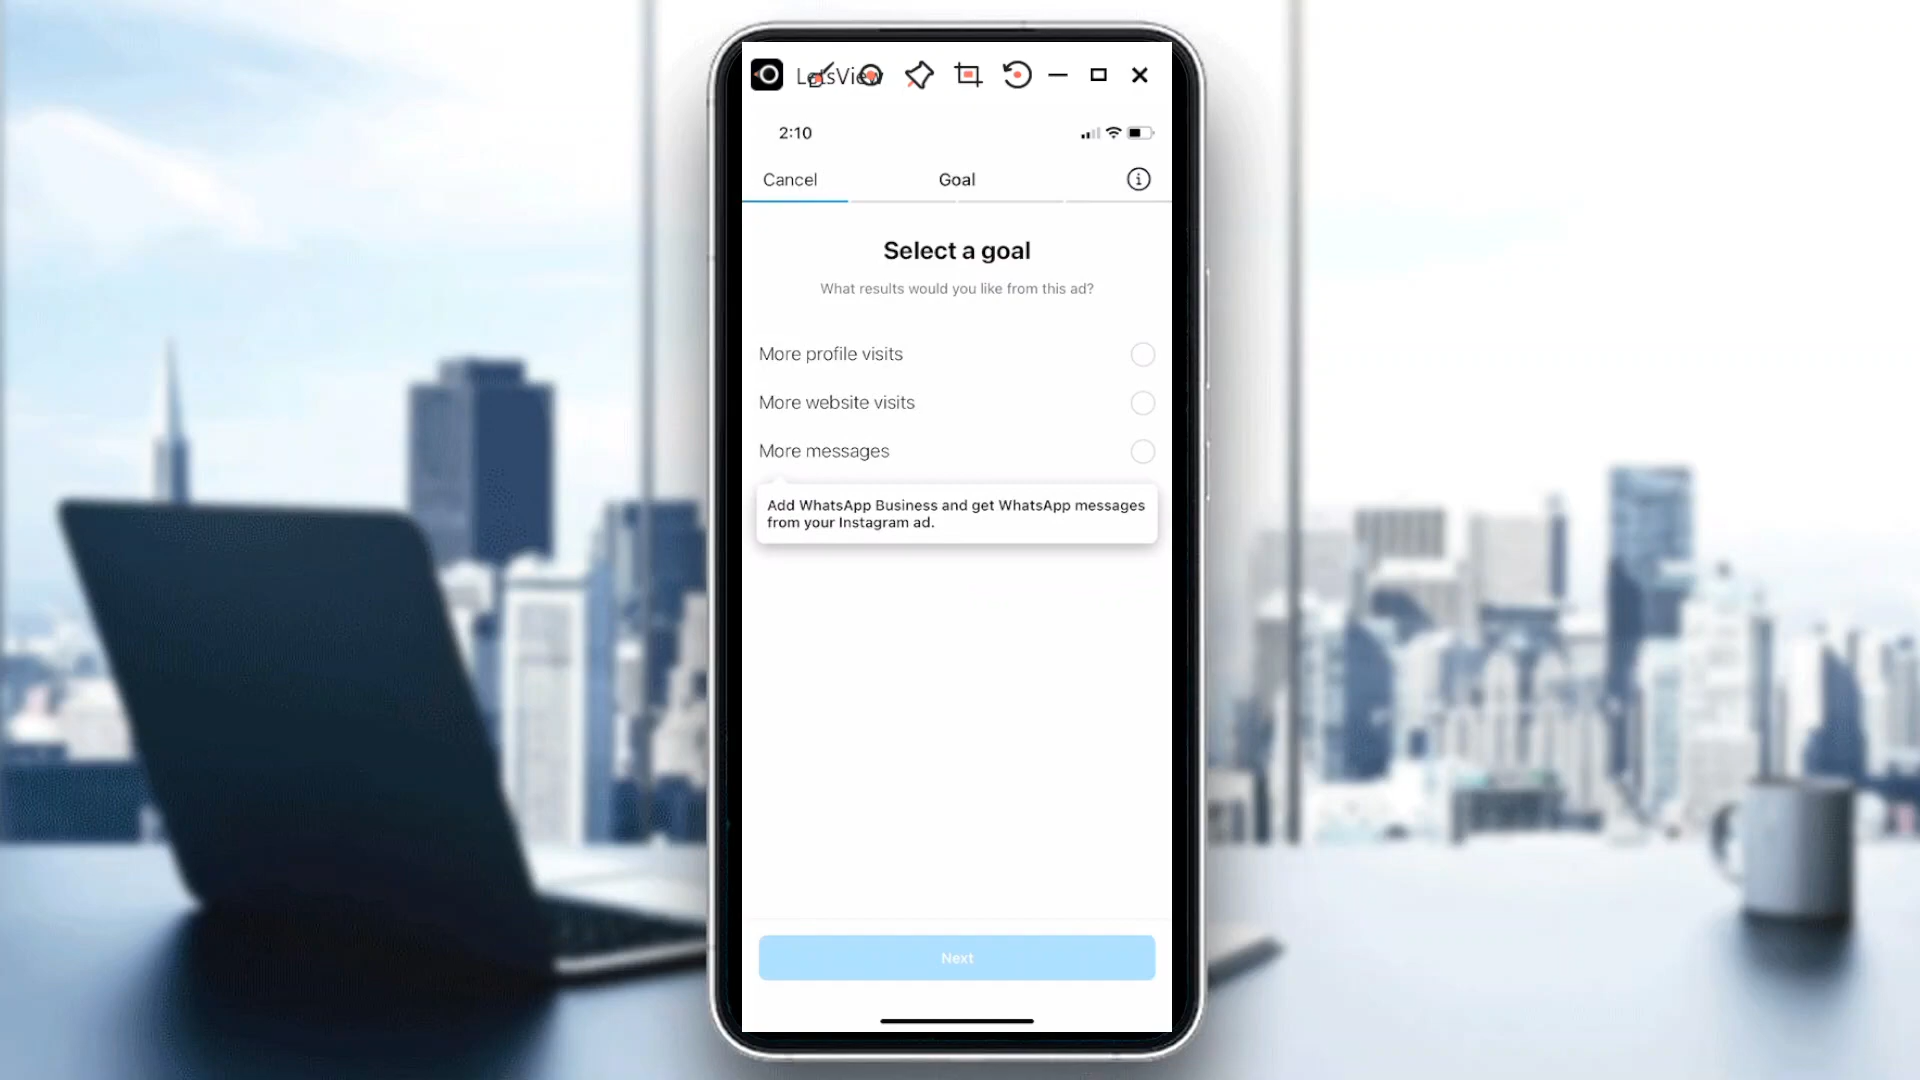 LetsView
2:10
Cancel
Goal
Select a goal
What results would you like from this ad?
More profile visits
More website visits
More messages
Add WhatsApp Business and get WhatsApp messages
from your Instagram ad.
Next